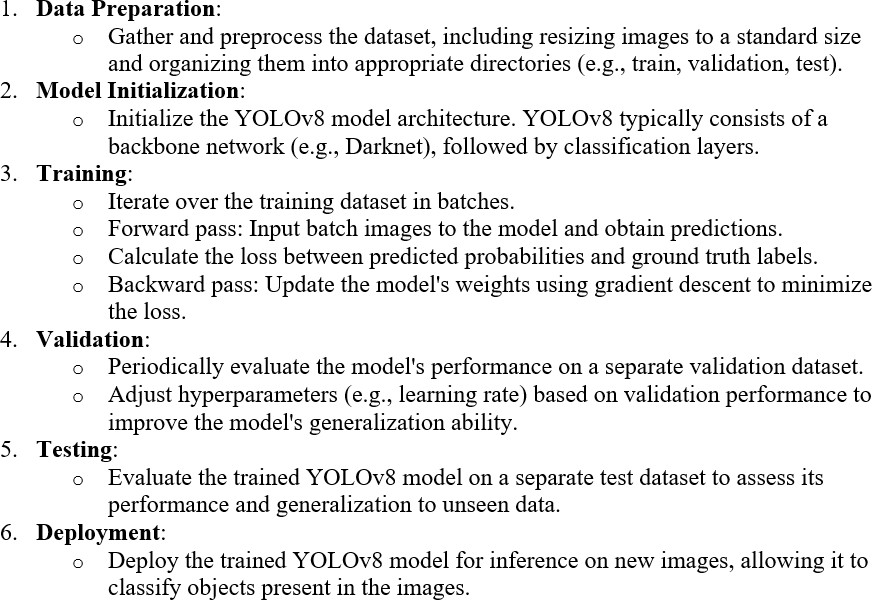 1. Data Preparation:
o Gather and preprocess the dataset, including resizing images to a standard size
and organizing them into appropriate directories (e.g., train, validation, test).
2. Model Initialization:
o Initialize the YOLOv8 model architecture. YOLOv8 typically consists of a
backbone network (e.g., Darknet), followed by classification layers.
3. Training:
o Iterate over the training dataset in batches.
o Forward pass: Input batch images to the model and obtain predictions.
o Calculate the loss between predicted probabilities and ground truth labels.
o Backward pass: Update the model's weights using gradient descent to minimize
the loss.
4. Validation:
o Periodically evaluate the model's performance on a separate validation dataset.
o Adjust hyperparameters (e.g., learning rate) based on validation performance to
improve the model's generalization ability.
5. Testing:
o Evaluate the trained YOLOv8 model on a separate test dataset to assess its
performance and generalization to unseen data.
6. Deployment:
o Deploy the trained YOLOv8 model for inference on new images, allowing it to
classify objects present in the images.